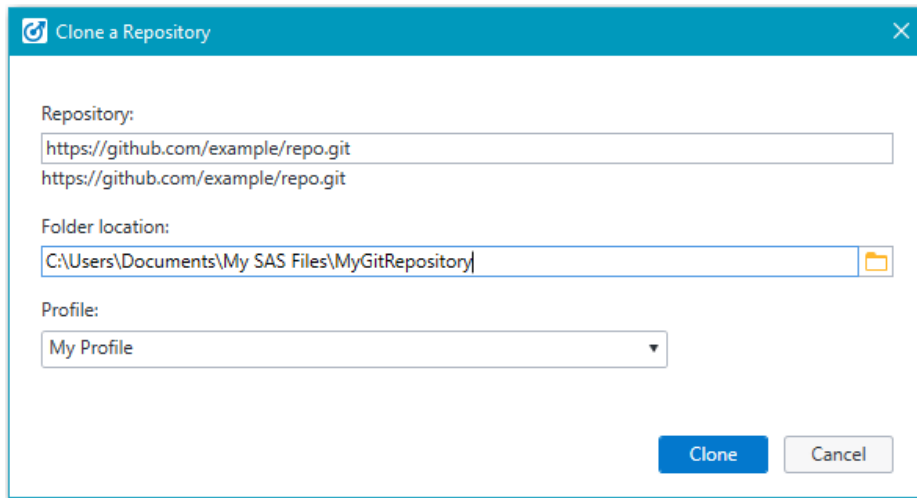 Clone a Repository
Repository:
https://github.com/example/repo.git
https://github.com/example/repo.git
Folder location:
C:\Users\Documents\My SAS Files\MyGitRepository
Profile:
My Profile
Clone
Cancel